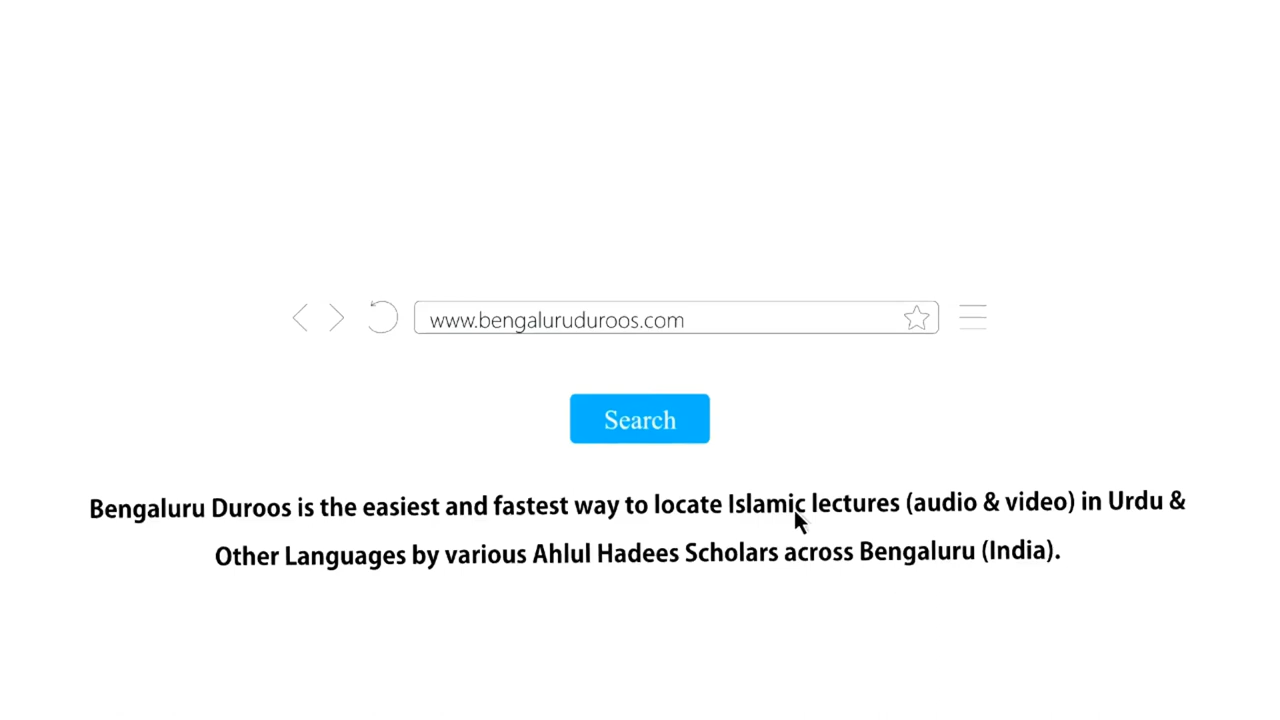 www.bengaluruduroos.com
Search
Bengaluru Duroos is the easiest and fastest way to locate Islamic lectures (audio & video) in Urdu &
Other Languages by various Ahlul Hadees Scholars across Bengaluru (India).